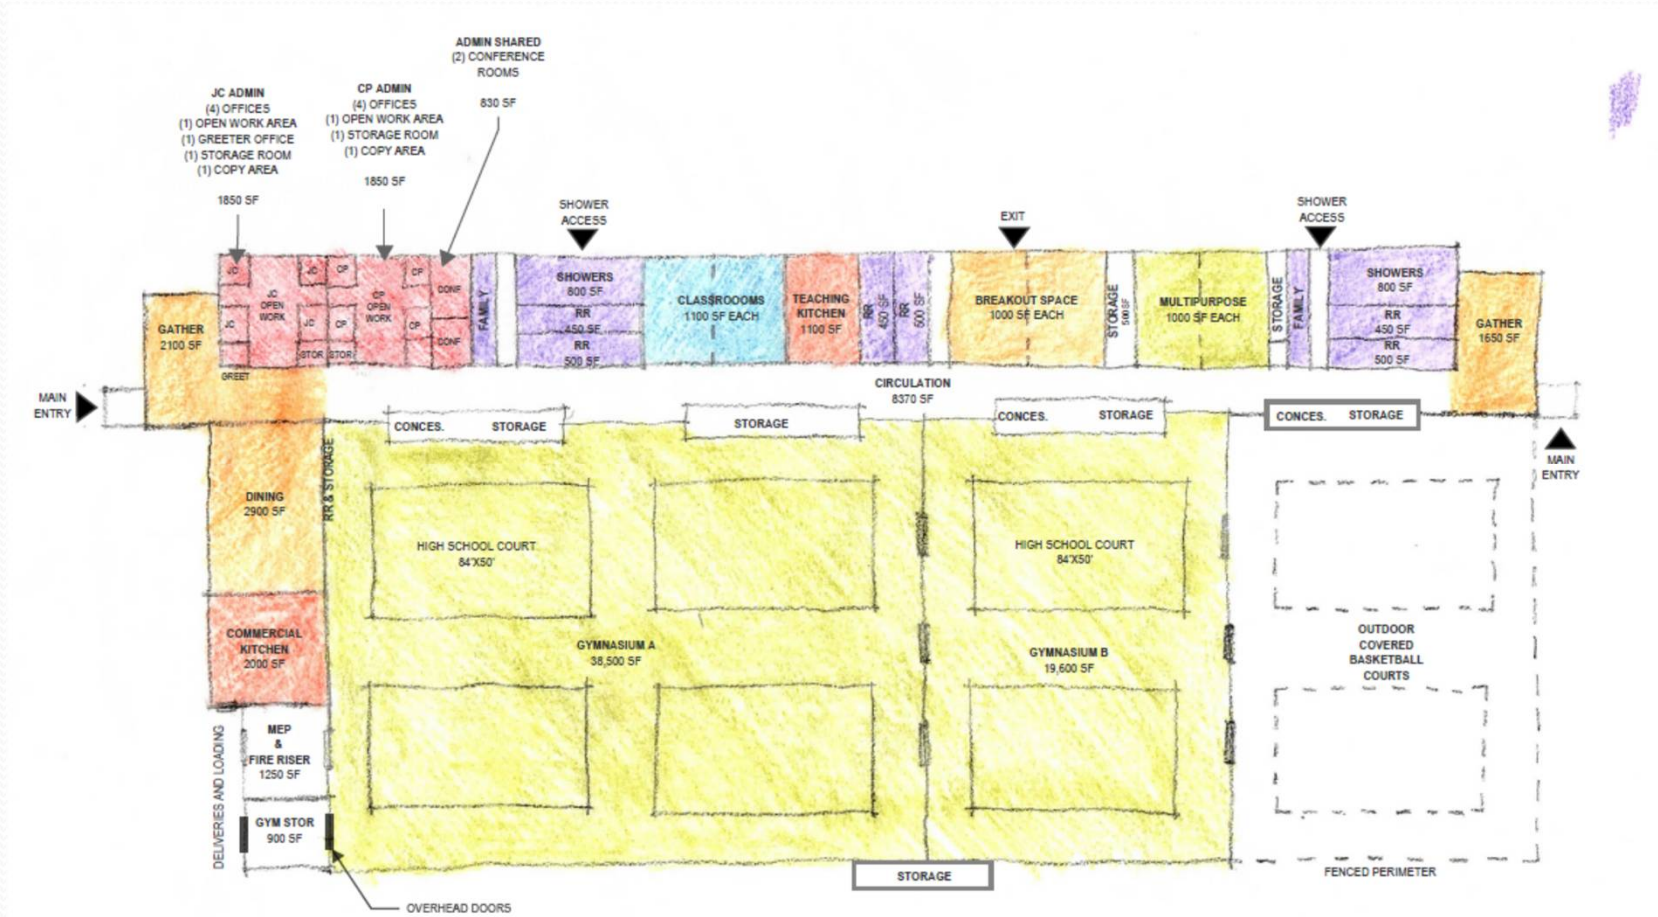 ADMIN SHARED
(2) CONFERENCE
ROOMS
830 SF
JC ADMIN
(4) OFFICES
(1) OPEN WORK AREA
(1) GREETER OFFICE
(1) STORAGE ROOM
(1) COPY AREA
1850 SF
CP ADMIN
(4) OFFICES
(1) OPEN WORK AREA
(1) STORAGE ROOM
(1) COPY AREA
1850 SF
SHOWER
ACCESS
EXIT
SHOWER
ACCESS
JC
JC
CP
CP
JC
OPEN
WORK
CP
OPEN
WORK
CONF
JC
JC
CP
CP
CONF
STOR
STOR
GREET
FAMILY
SHOWERS
800 SF
RR
450 SF
RR
500 SF
CLASSROOOMS
1100 SF EACH
TEACHING
KITCHEN
1100 SF
RR
450 SF
RR
500 SF
BREAKOUT SPACE
1000 SF EACH
STORAGE
500 SF
MULTIPURPOSE
1000 SF EACH
STORAGE
FAMILY
SHOWERS
800 SF
RR
450 SF
RR
500 SF
GATHER
2100 SF
GATHER
1650 SF
MAIN
ENTRY
CIRCULATION
8370 SF
CONCES. STORAGE
STORAGE
CONCES. STORAGE
CONCES. STORAGE
MAIN
ENTRY
DINING
2900 SF
RR & STORAGE
HIGH SCHOOL COURT
84'X50'
HIGH SCHOOL COURT
84'X50'
COMMERCIAL
KITCHEN
2000 SF
GYMNASIUM A
38,500 SF
GYMNASIUM B
19,600 SF
OUTDOOR
COVERED
BASKETBALL
COURTS
MEP
&
FIRE RISER
1250 SF
DELIVERIES AND LOADING
GYM STOR
900 SF
STORAGE
FENCED PERIMETER
OVERHEAD DOORS